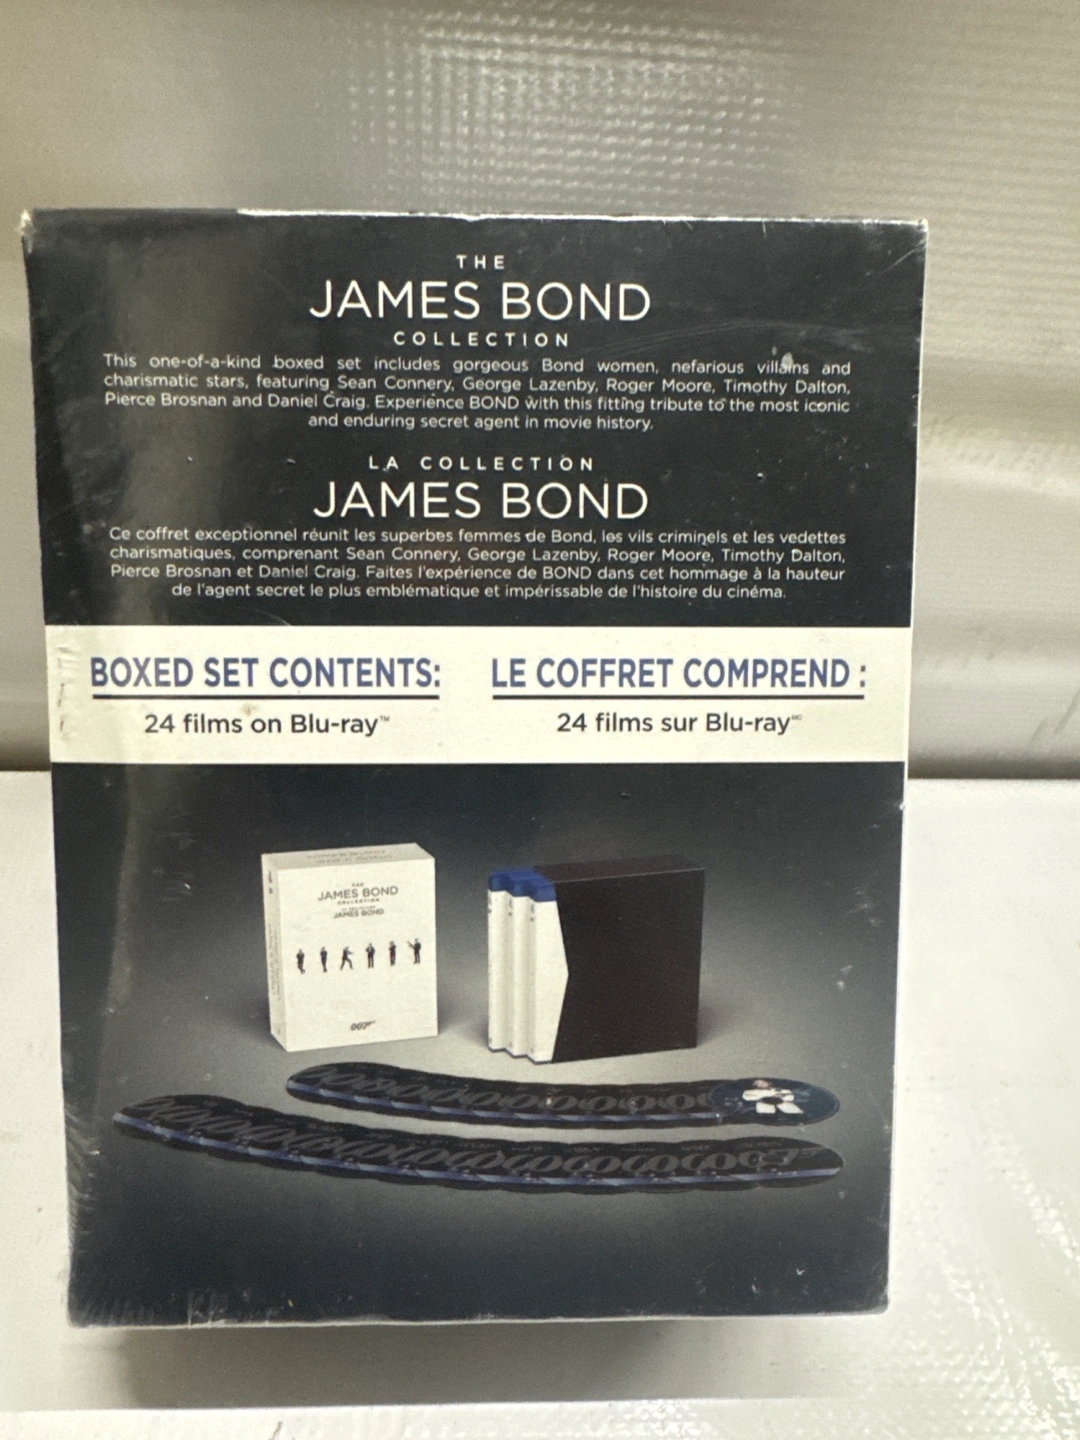 THE
JAMES BOND
COLLECTION
This one-of-a-kind boxed set includes gorgeous Bond women, nefarious villains and
charismatic stars, featuring Sean Connery, George Lazenby, Roger Moore, Timothy Dalton,
Pierce Brosnan and Daniel Craig. Experience BOND with this fitting tribute to the most iconic
and enduring secret agent in movie history.
LA COLLECTION
JAMES BOND
Ce coffret exceptionnel réunit les superbes femmes de Bond, les vils criminels et les vedettes
charismatiques, comprenant Sean Connery, George Lazenby, Roger Moore, Timothy Dalton,
Pierce Brosnan et Daniel Craig. Faites l'expérience de BOND dans cet hommage à la hauteur
de l'agent secret le plus emblématique et impérissable de l'histoire du cinéma.
BOXED SET CONTENTS:
24 films on Blu-ray™
LE COFFRET COMPREND :
24 films sur Blu-ray MC
THE
JAMES BOND
COLLECTION
LA COLLECTION
JAMES BOND
007